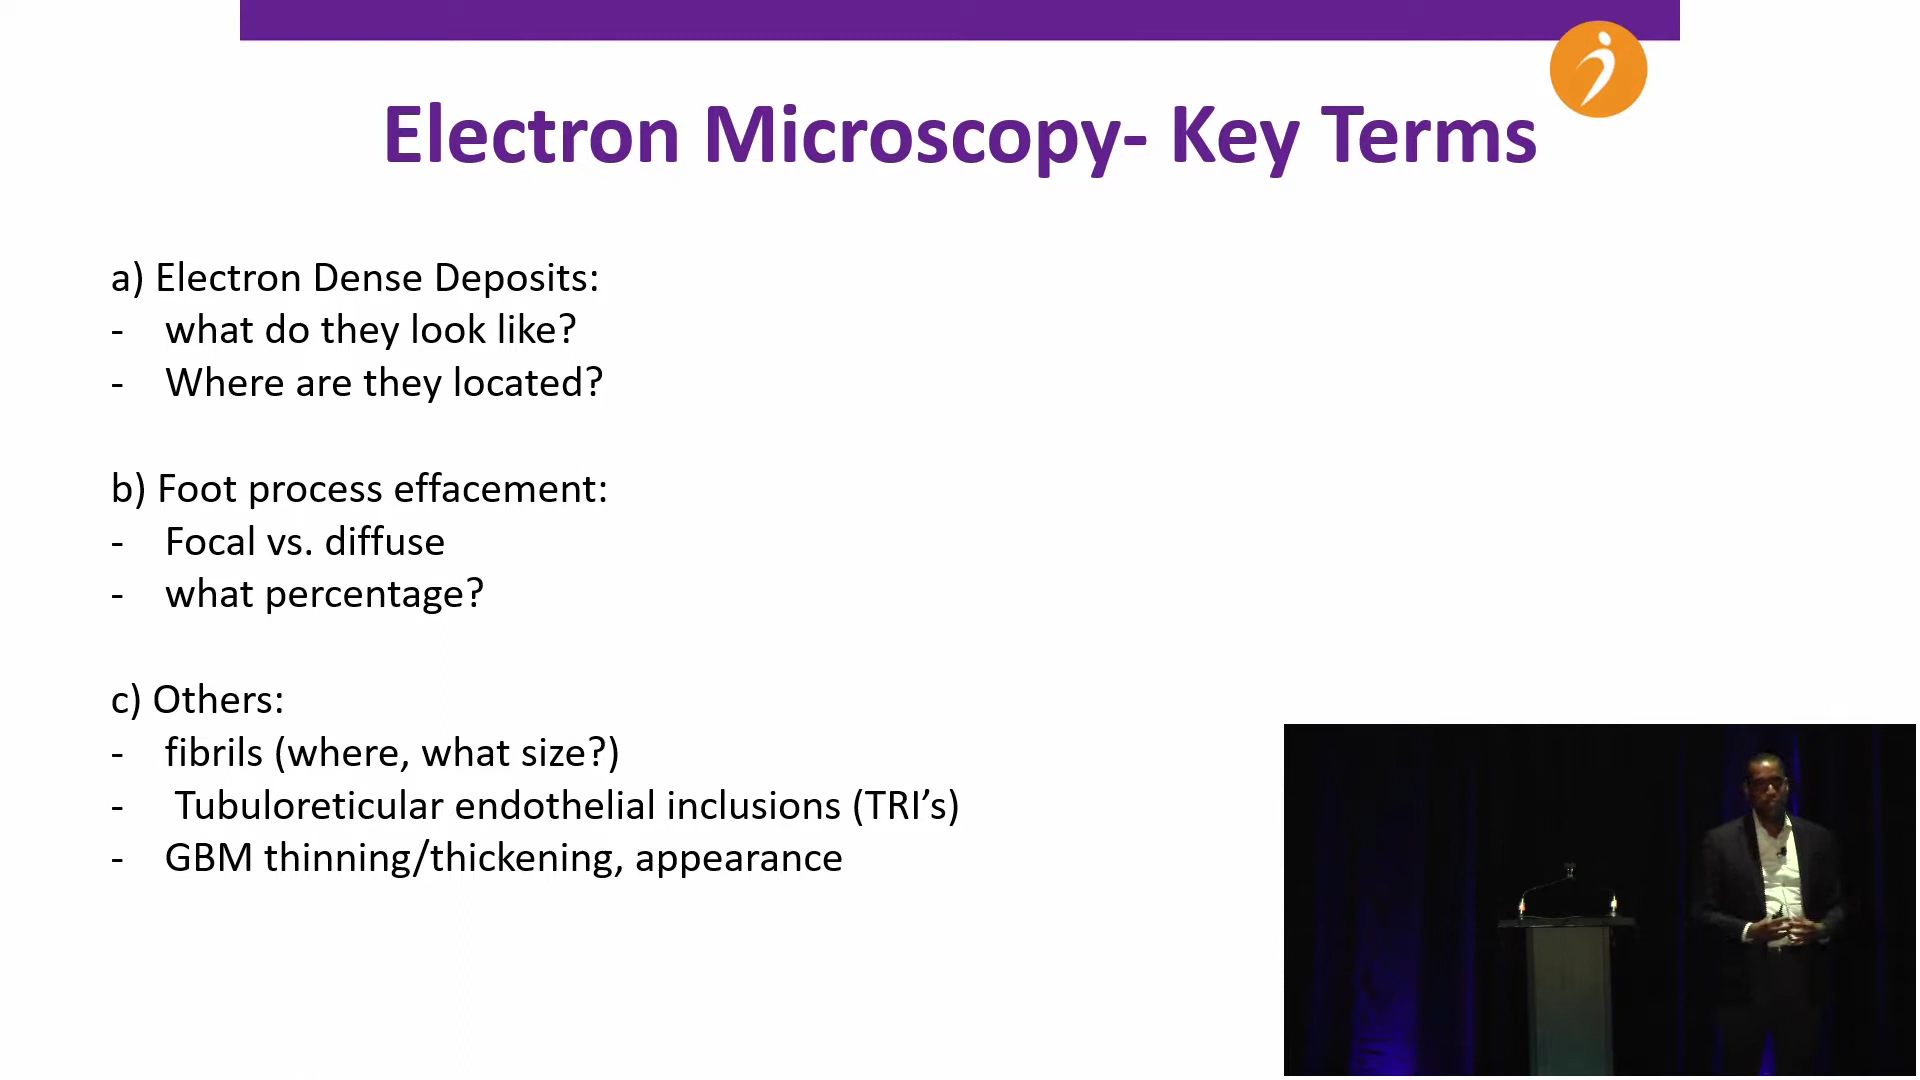 Electron Microscopy- Key Terms
a) Electron Dense Deposits:
- what do they look like?
- Where are they located?
b) Foot process effacement:
- Focal vs. diffuse
- what percentage?
c) Others:
- fibrils (where, what size?)
- Tubuloreticular endothelial inclusions (TRI’s)
- GBM thinning/thickening, appearance